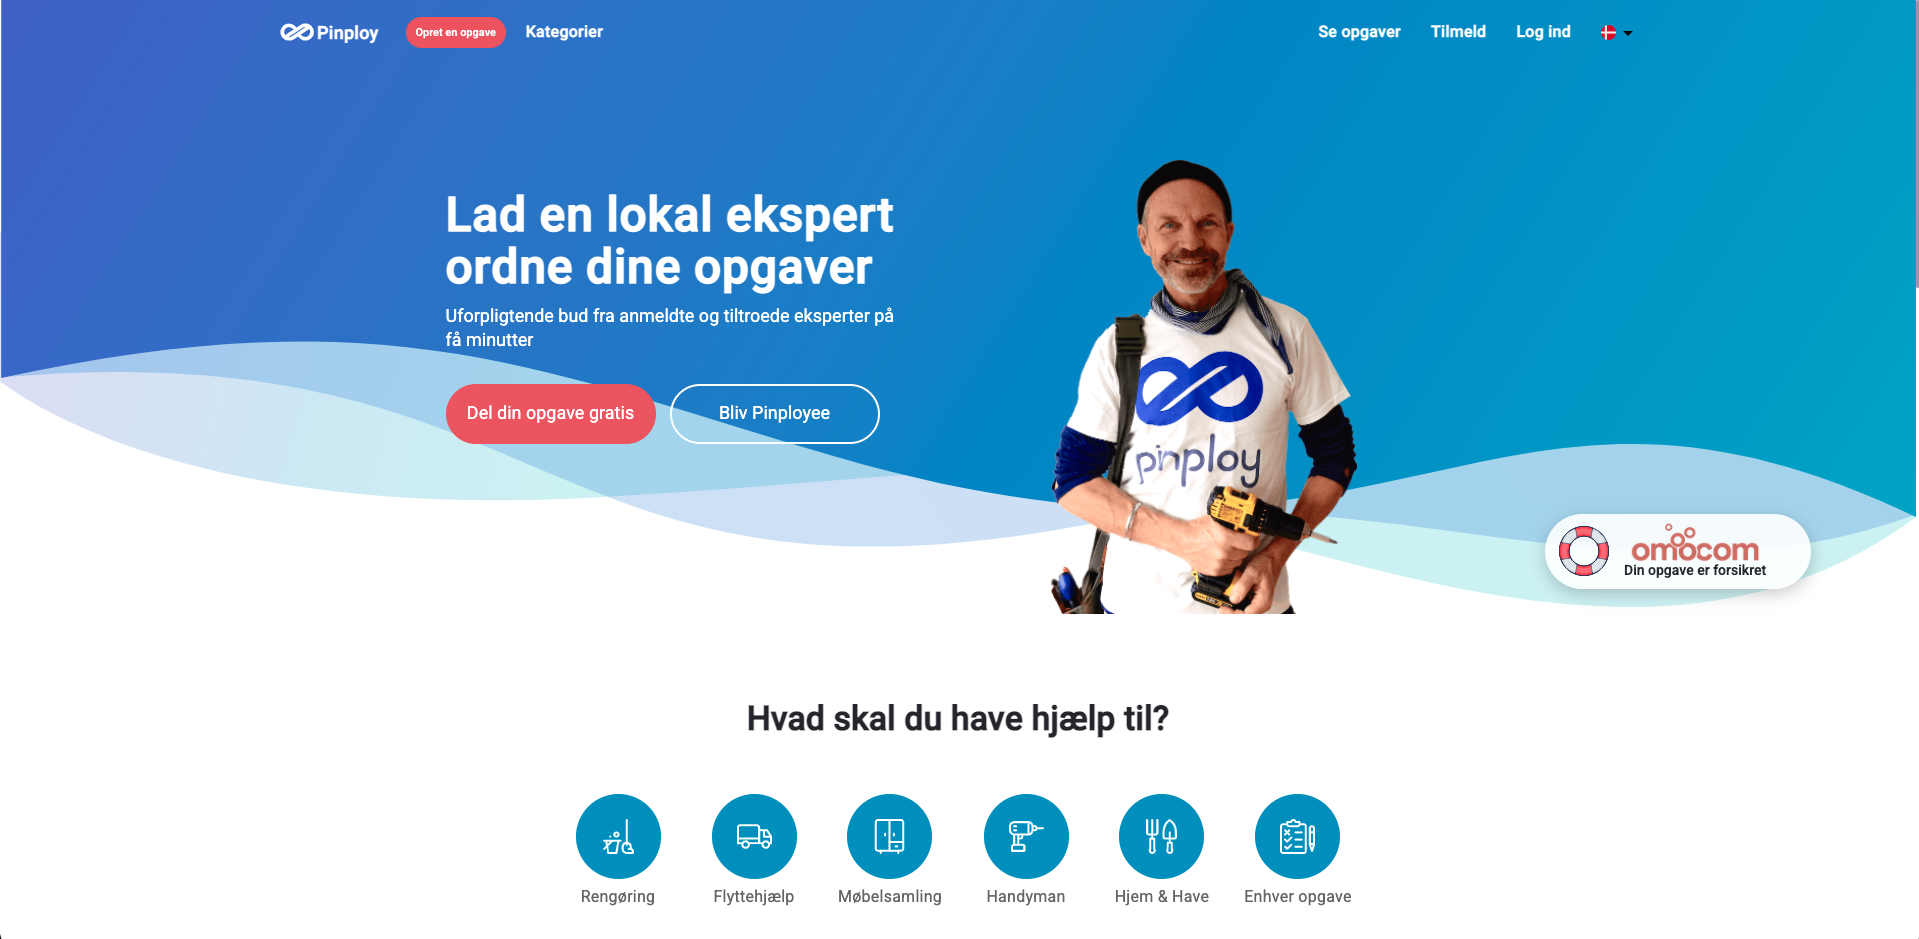 Pinploy
Opret en opgave
Kategorier
Se opgaver
Tilmeld
Log ind
Lad en lokal ekspert
ordne dine opgaver
Uforpligtende bud fra anmeldte og tiltroede eksperter på
få minutter
Del din opgave gratis
Bliv Pinployee
pinploy
omocom
Din opgave er forsikret
Hvad skal du have hjælp til?
Rengøring
Flyttehjælp
Møbelsamling
Handyman
Hjem & Have
Enhver opgave